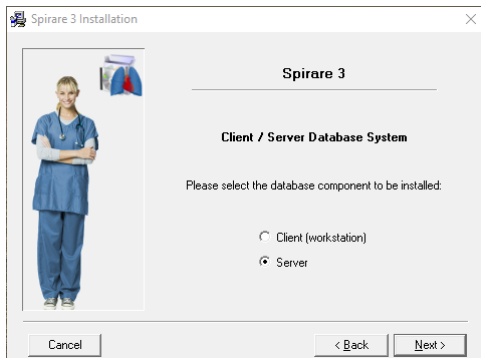 Spirare 3 Installation
Spirare 3
Client / Server Database System
Please select the database component to be installed:
Client (workstation)
Server
Cancel
< Back
Next >